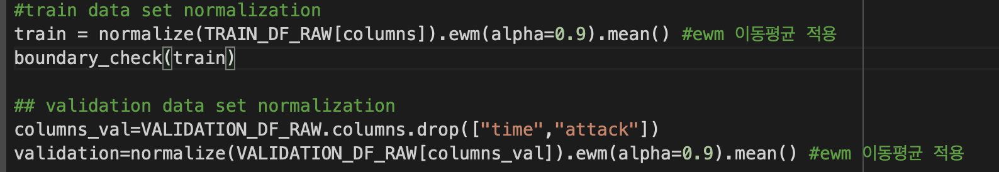 #train data set normalization
train = normalize(TRAIN_DF_RAW[columns]).ewm(alpha=0.9).mean() #ewm 이동평균 적용
boundary_check(train)
## validation data set normalization
columns_val=VALIDATION_DF_RAW.columns.drop(["time","attack"])
validation=normalize(VALIDATION_DF_RAW[columns_val]).ewm(alpha=0.9).mean() #ewm 이동평균 적용